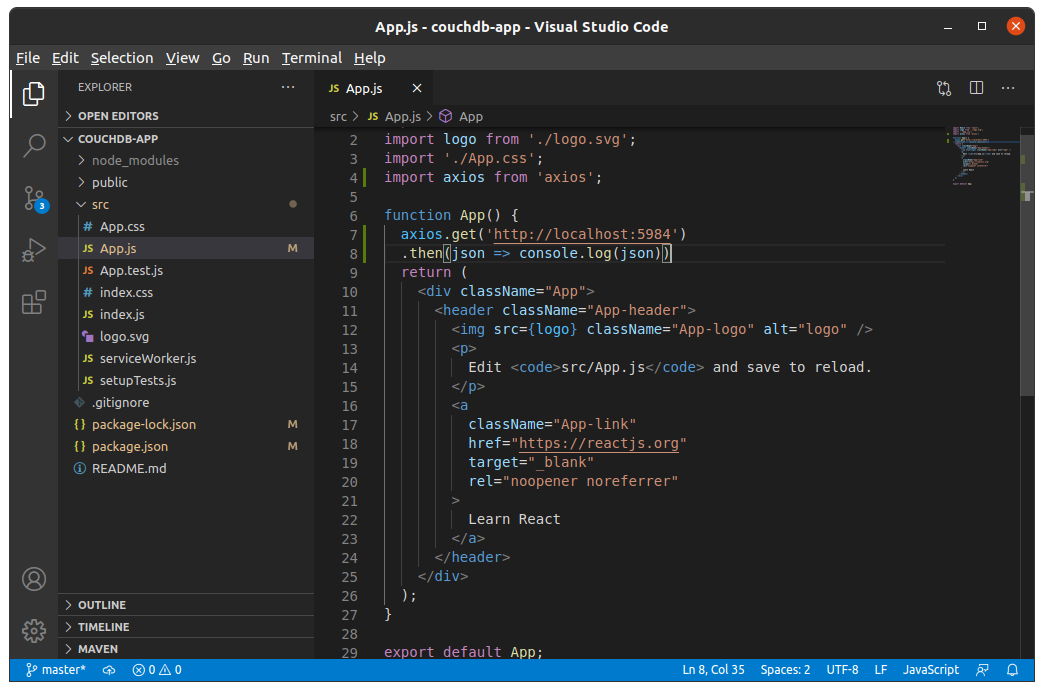 App.js - couchdb-app - Visual Studio Code
File Edit Selection View Go Run Terminal Help
EXPLORER
OPEN EDITORS
COUCHDB-APP
node_modules
public
src
# App.css
JS App.js M
JS App.test.js
# index.css
JS index.js
logo.svg
JS serviceWorker.js
JS setupTests.js
.gitignore
{} package-lock.json M
{} package.json M
README.md
OUTLINE
TIMELINE
MAVEN
3
JS App.js
src > JS App.js > App
2 import logo from './logo.svg';
3 import './App.css';
4 import axios from 'axios';
5
6 function App() {
7 axios.get('http://localhost:5984')
8 .then(json => console.log(json))
9 return (
10 <div className="App">
11 <header className="App-header">
12 <img src={logo} className="App-logo" alt="logo" />
13 <p>
14 Edit <code>src/App.js</code> and save to reload.
15 </p>
16 <a
17 className="App-link"
18 href="https://reactjs.org"
19 target="_blank"
20 rel="noopener noreferrer"
21 >
22 Learn React
23 </a>
24 </header>
25 </div>
26 );
27 }
28
29 export default App;
master* 0 0 Ln 8, Col 35 Spaces: 2 UTF-8 LF JavaScript